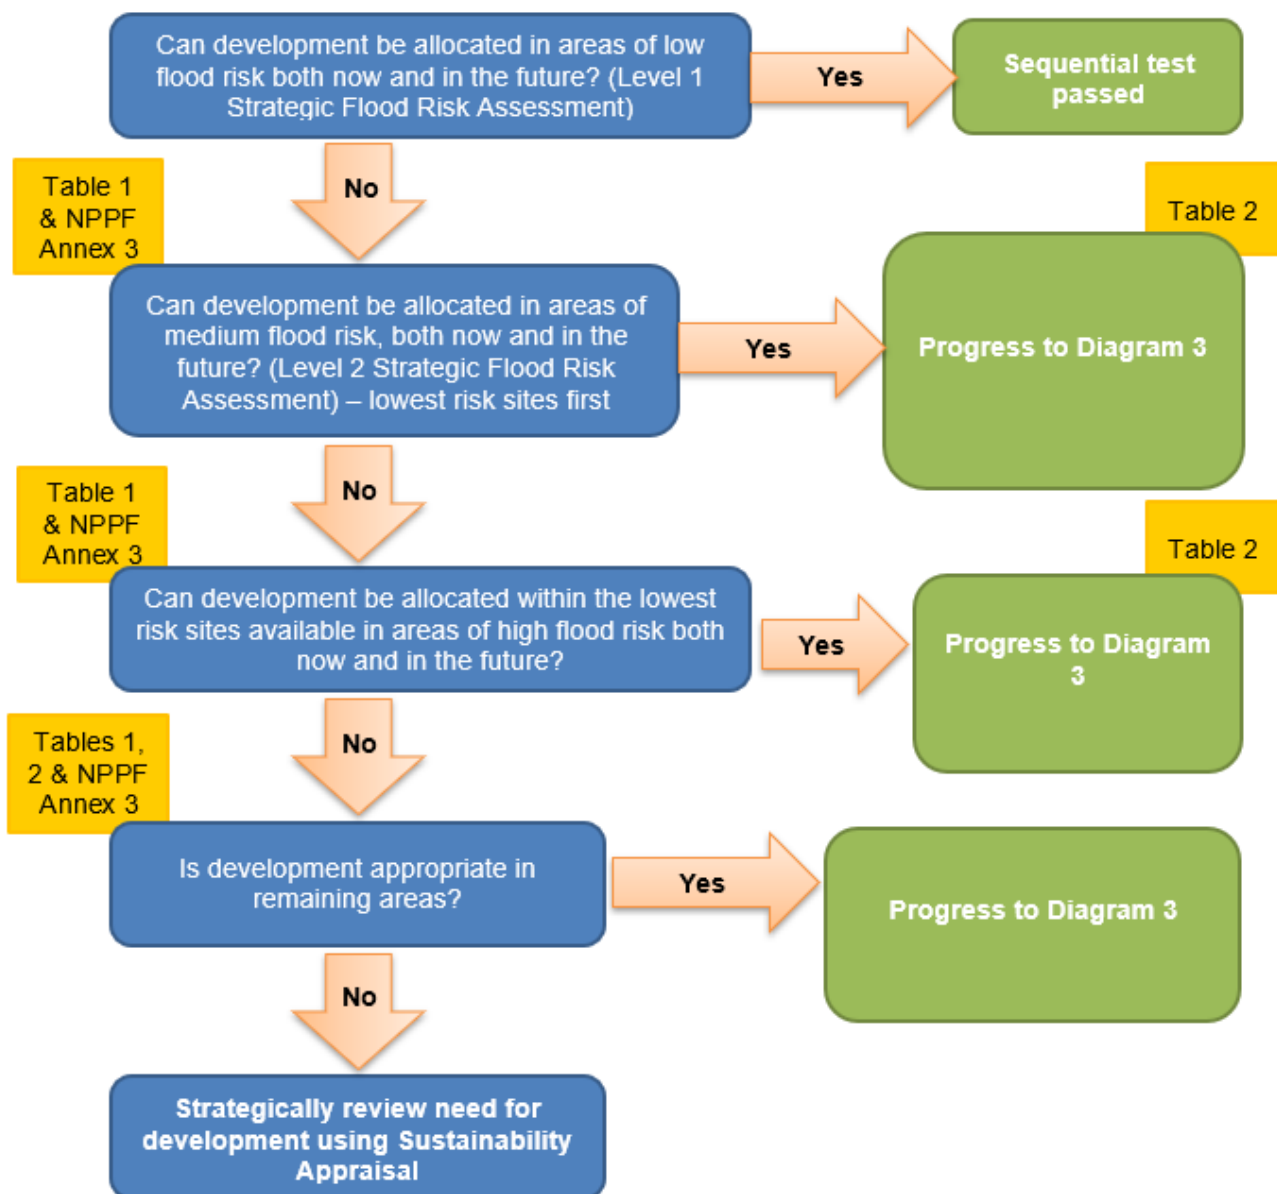 Can development be allocated in areas of low
flood risk both now and in the future? (Level 1
Strategic Flood Risk Assessment)
Yes
Sequential test
passed
No
Table 1
& NPPF
Annex 3
Table 2
Can development be allocated in areas of
medium flood risk, both now and in the
future? (Level 2 Strategic Flood Risk
Assessment) – lowest risk sites first
Yes
Progress to Diagram 3
No
Table 1
& NPPF
Annex 3
Table 2
Can development be allocated within the lowest
risk sites available in areas of high flood risk both
now and in the future?
Yes
Progress to Diagram
3
No
Tables 1,
2 & NPPF
Annex 3
Is development appropriate in
remaining areas?
Yes
Progress to Diagram 3
No
Strategically review need for
development using Sustainability
Appraisal